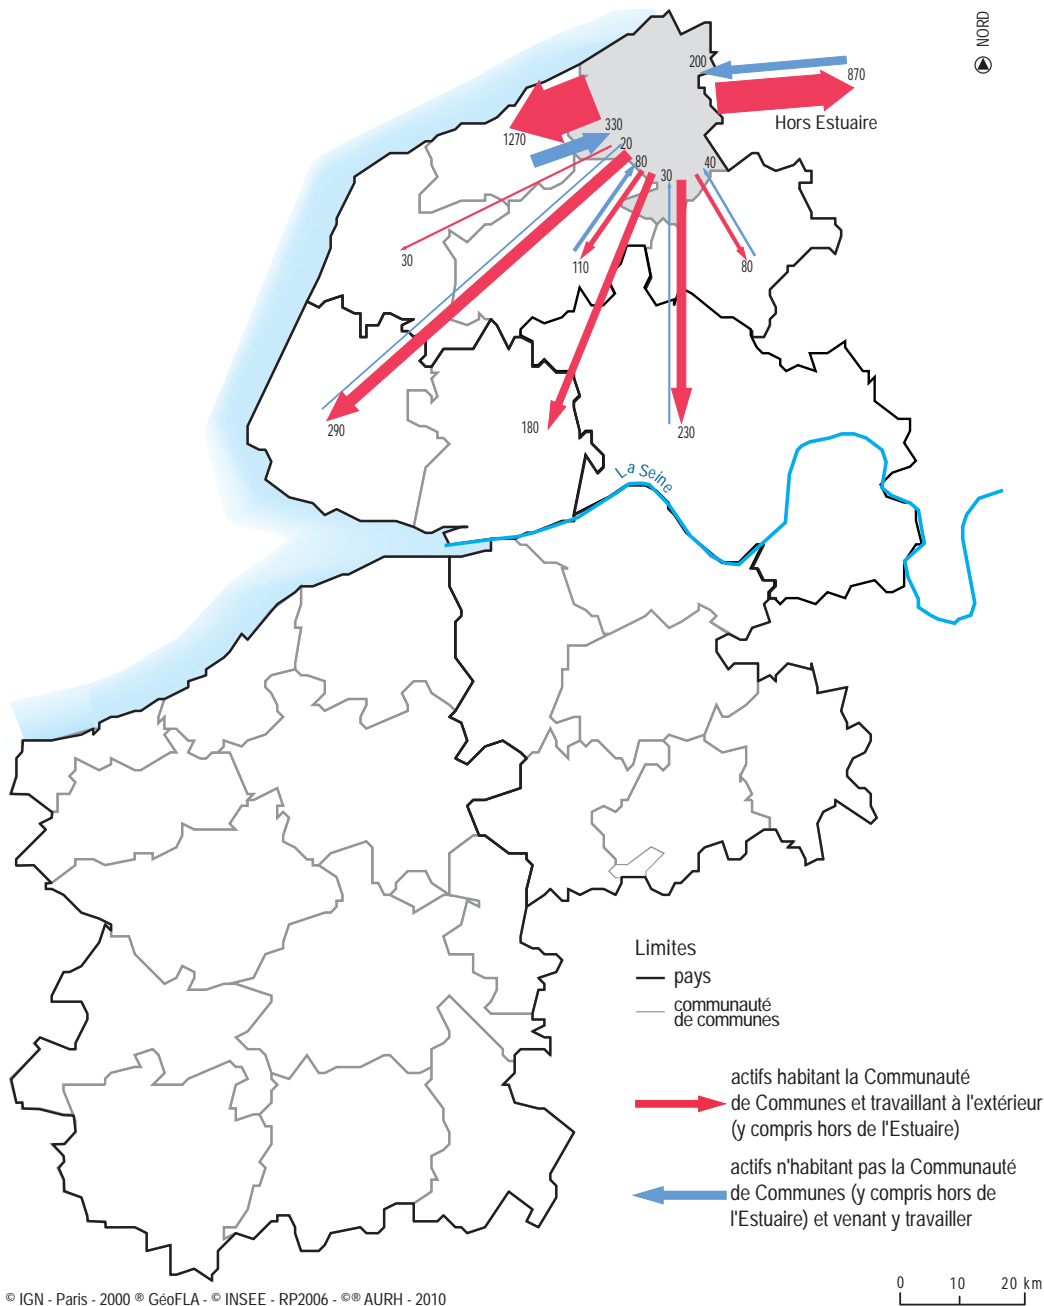 NORD
200
870
Hors Estuaire
1270
330
20
80
30
40
30
110
80
290
180
230
La Seine
Limites
pays
communauté
de communes
actifs habitant la Communauté
de Communes et travaillant à l'extérieur
(y compris hors de l'Estuaire)
actifs n'habitant pas la Communauté
de Communes (y compris hors de
l'Estuaire) et venant y travailler
0 10 20 km
© IGN - Paris - 2000 ® GéoFLA - © INSEE - RP2006 - ©® AURH - 2010